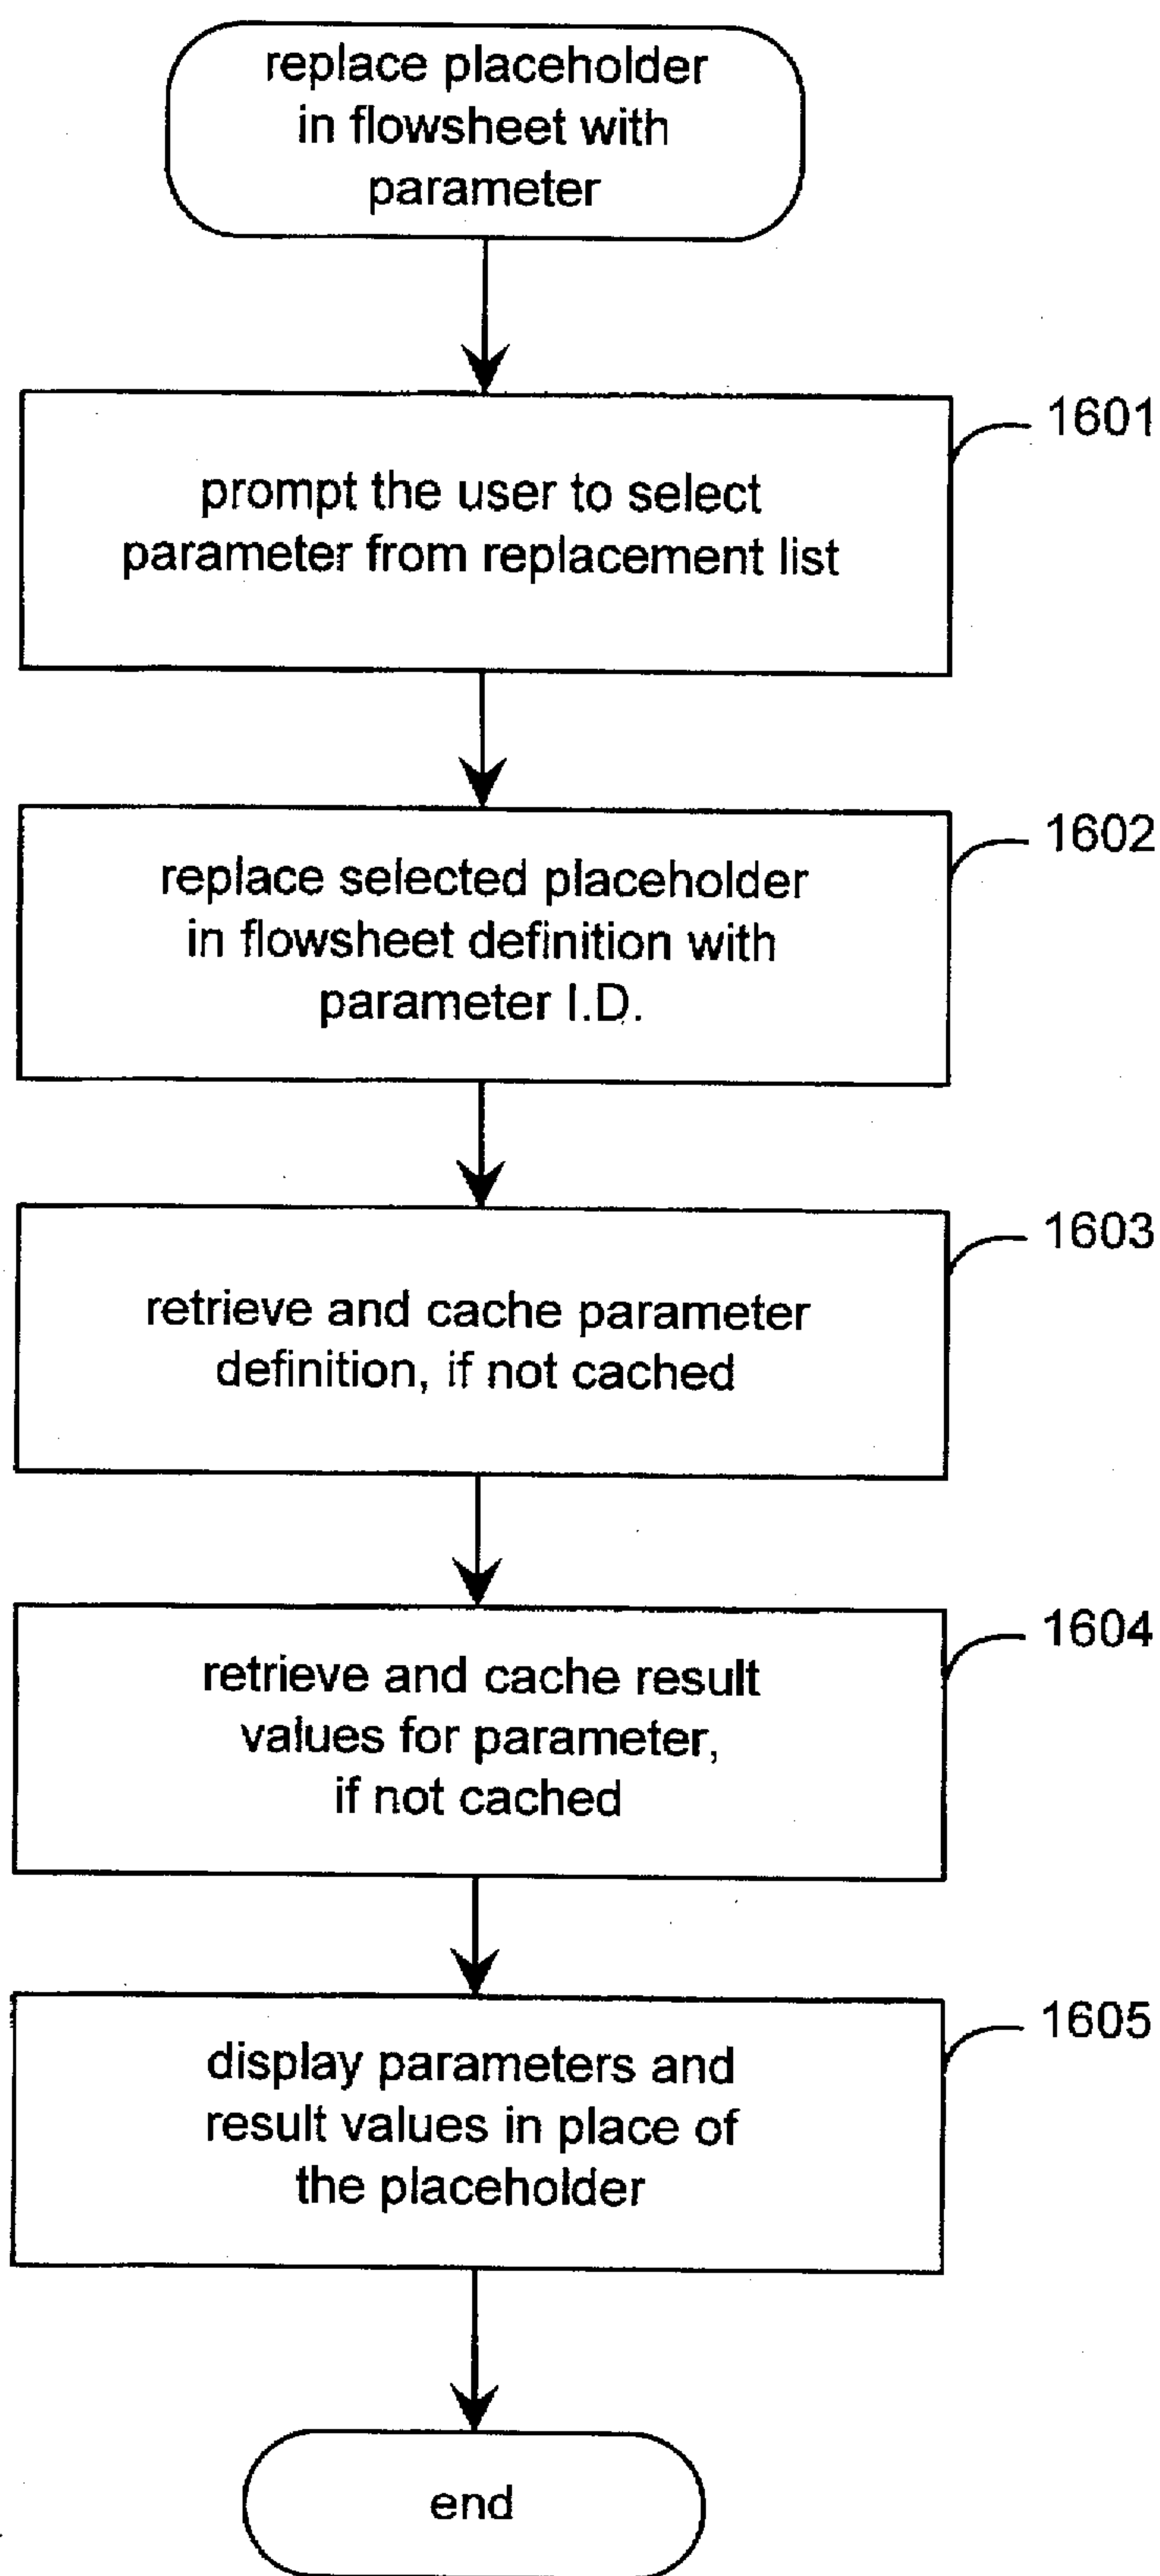 replace placeholder
in flowsheet with
parameter
1601
prompt the user to select
parameter from replacement list
1602
replace selected placeholder
in flowsheet definition with
parameter I.D.
1603
retrieve and cache parameter
definition, if not cached
1604
retrieve and cache result
values for parameter,
if not cached
1605
display parameters and
result values in place of
the placeholder
end